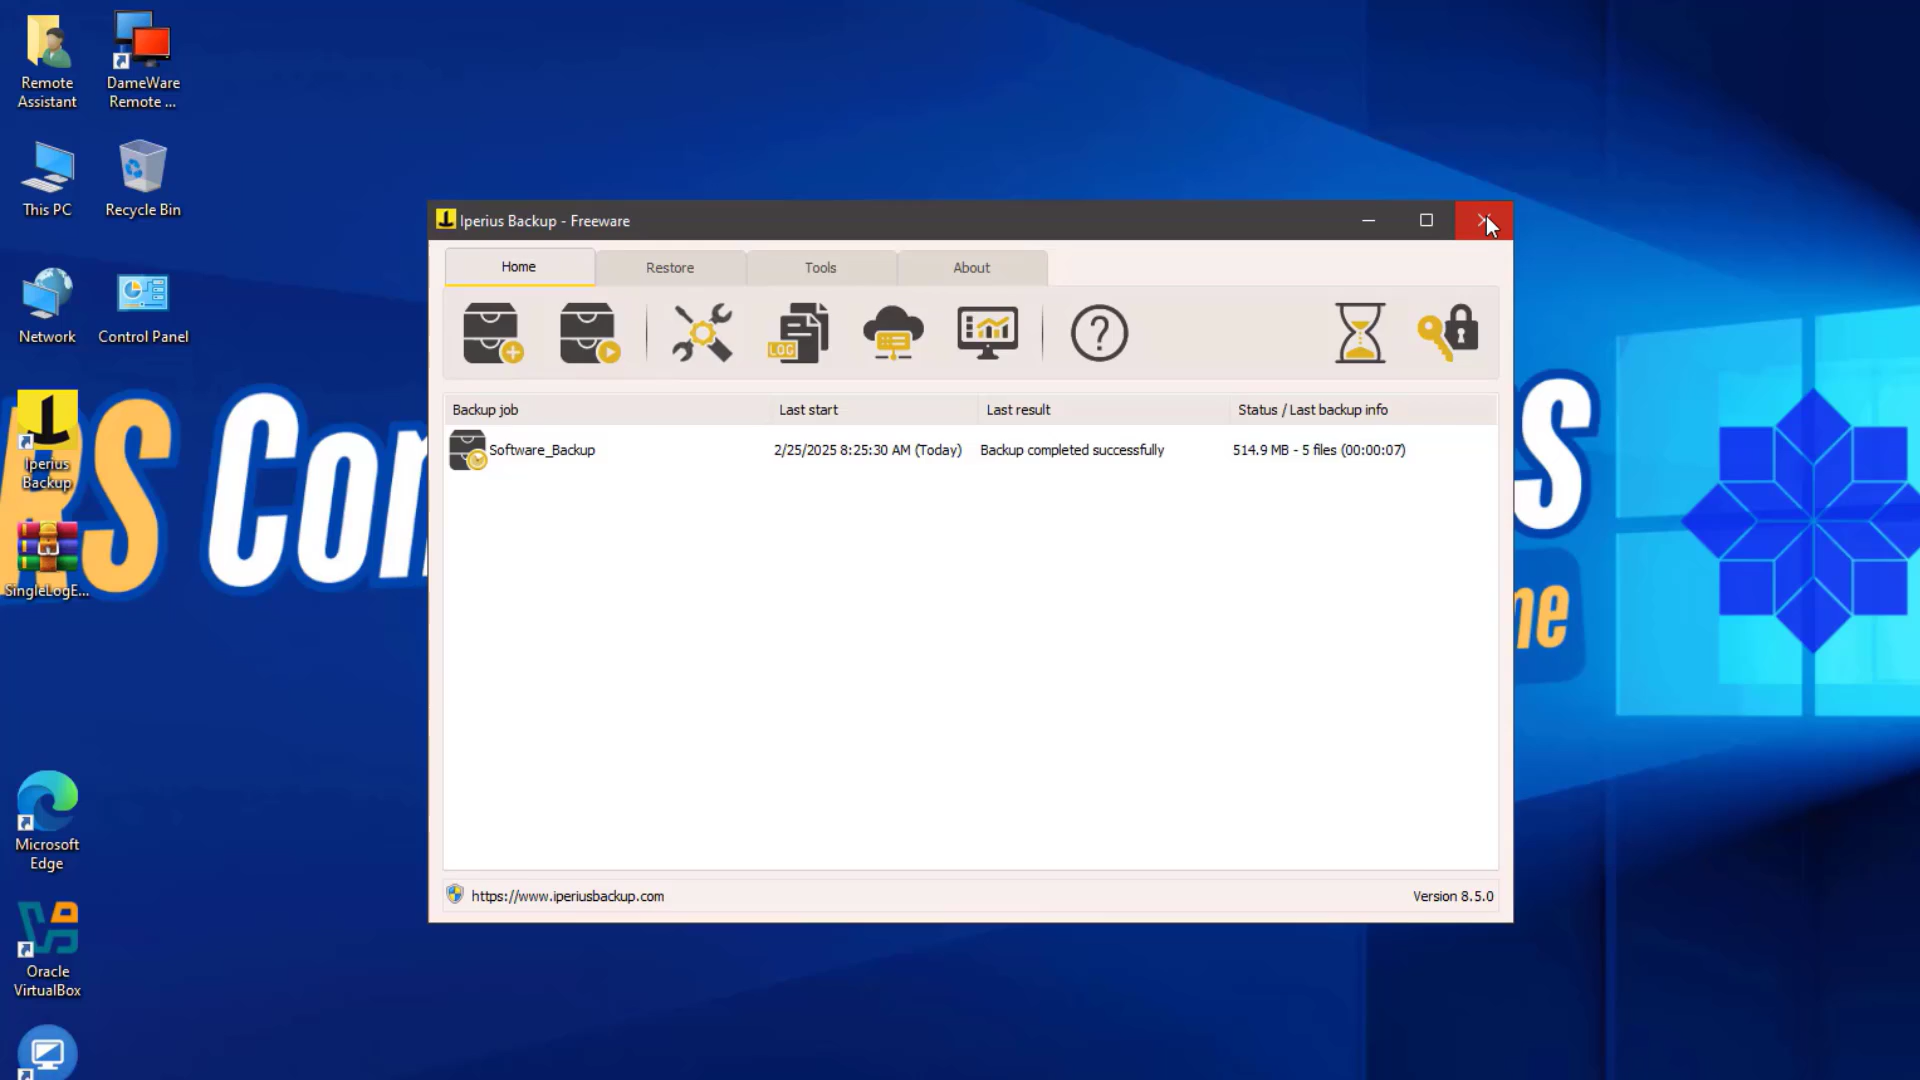 Remote
Assistant
DameWare
Remote ...
This PC
Recycle Bin
Network
Control Panel
Iperius
Backup
SingleLogE...
Microsoft
Edge
Oracle
VirtualBox
Iperius Backup - Freeware
Home
Restore
Tools
About
LOG
Backup job
Last start
Last result
Status / Last backup info
Software_Backup
2/25/2025 8:25:30 AM (Today)
Backup completed successfully
514.9 MB - 5 files (00:00:07)
https://www.iperiusbackup.com
Version 8.5.0